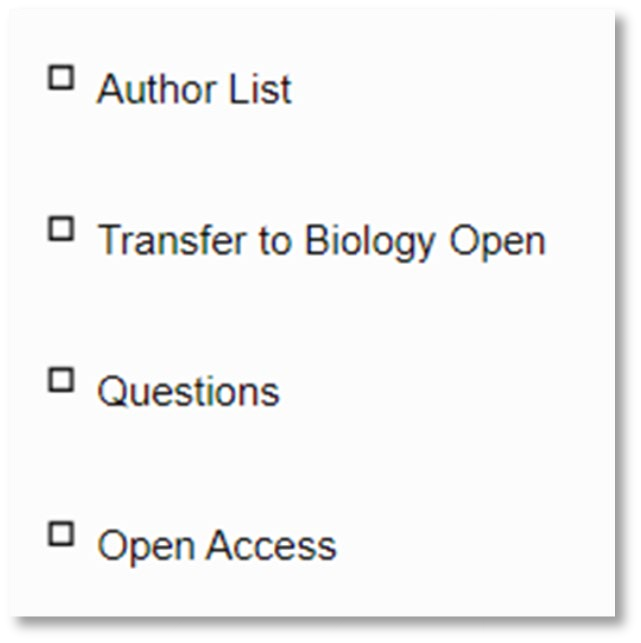 Author List
Transfer to Biology Open
Questions
Open Access